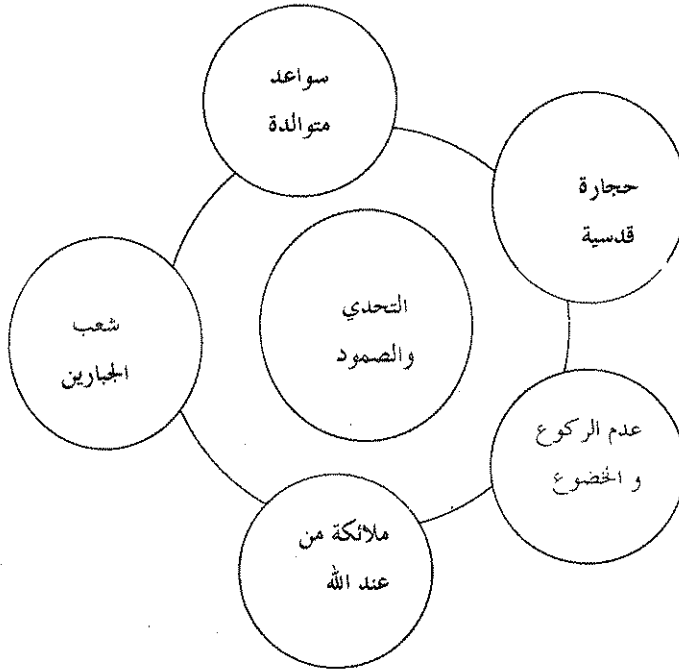 سواعد
متوالدة
حجارة
قدسية
التحدي
والصمود
شعب
الجبارين
عدم الركوع
و الخضوع
ملائكة من
عند الله